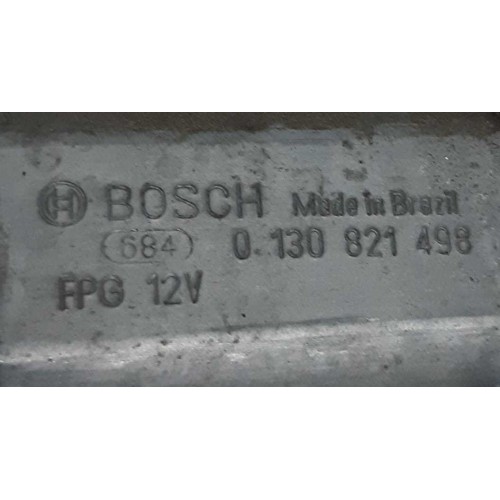 BOSCH Made in Brazil
684 0 130 821 498
FPG 12V